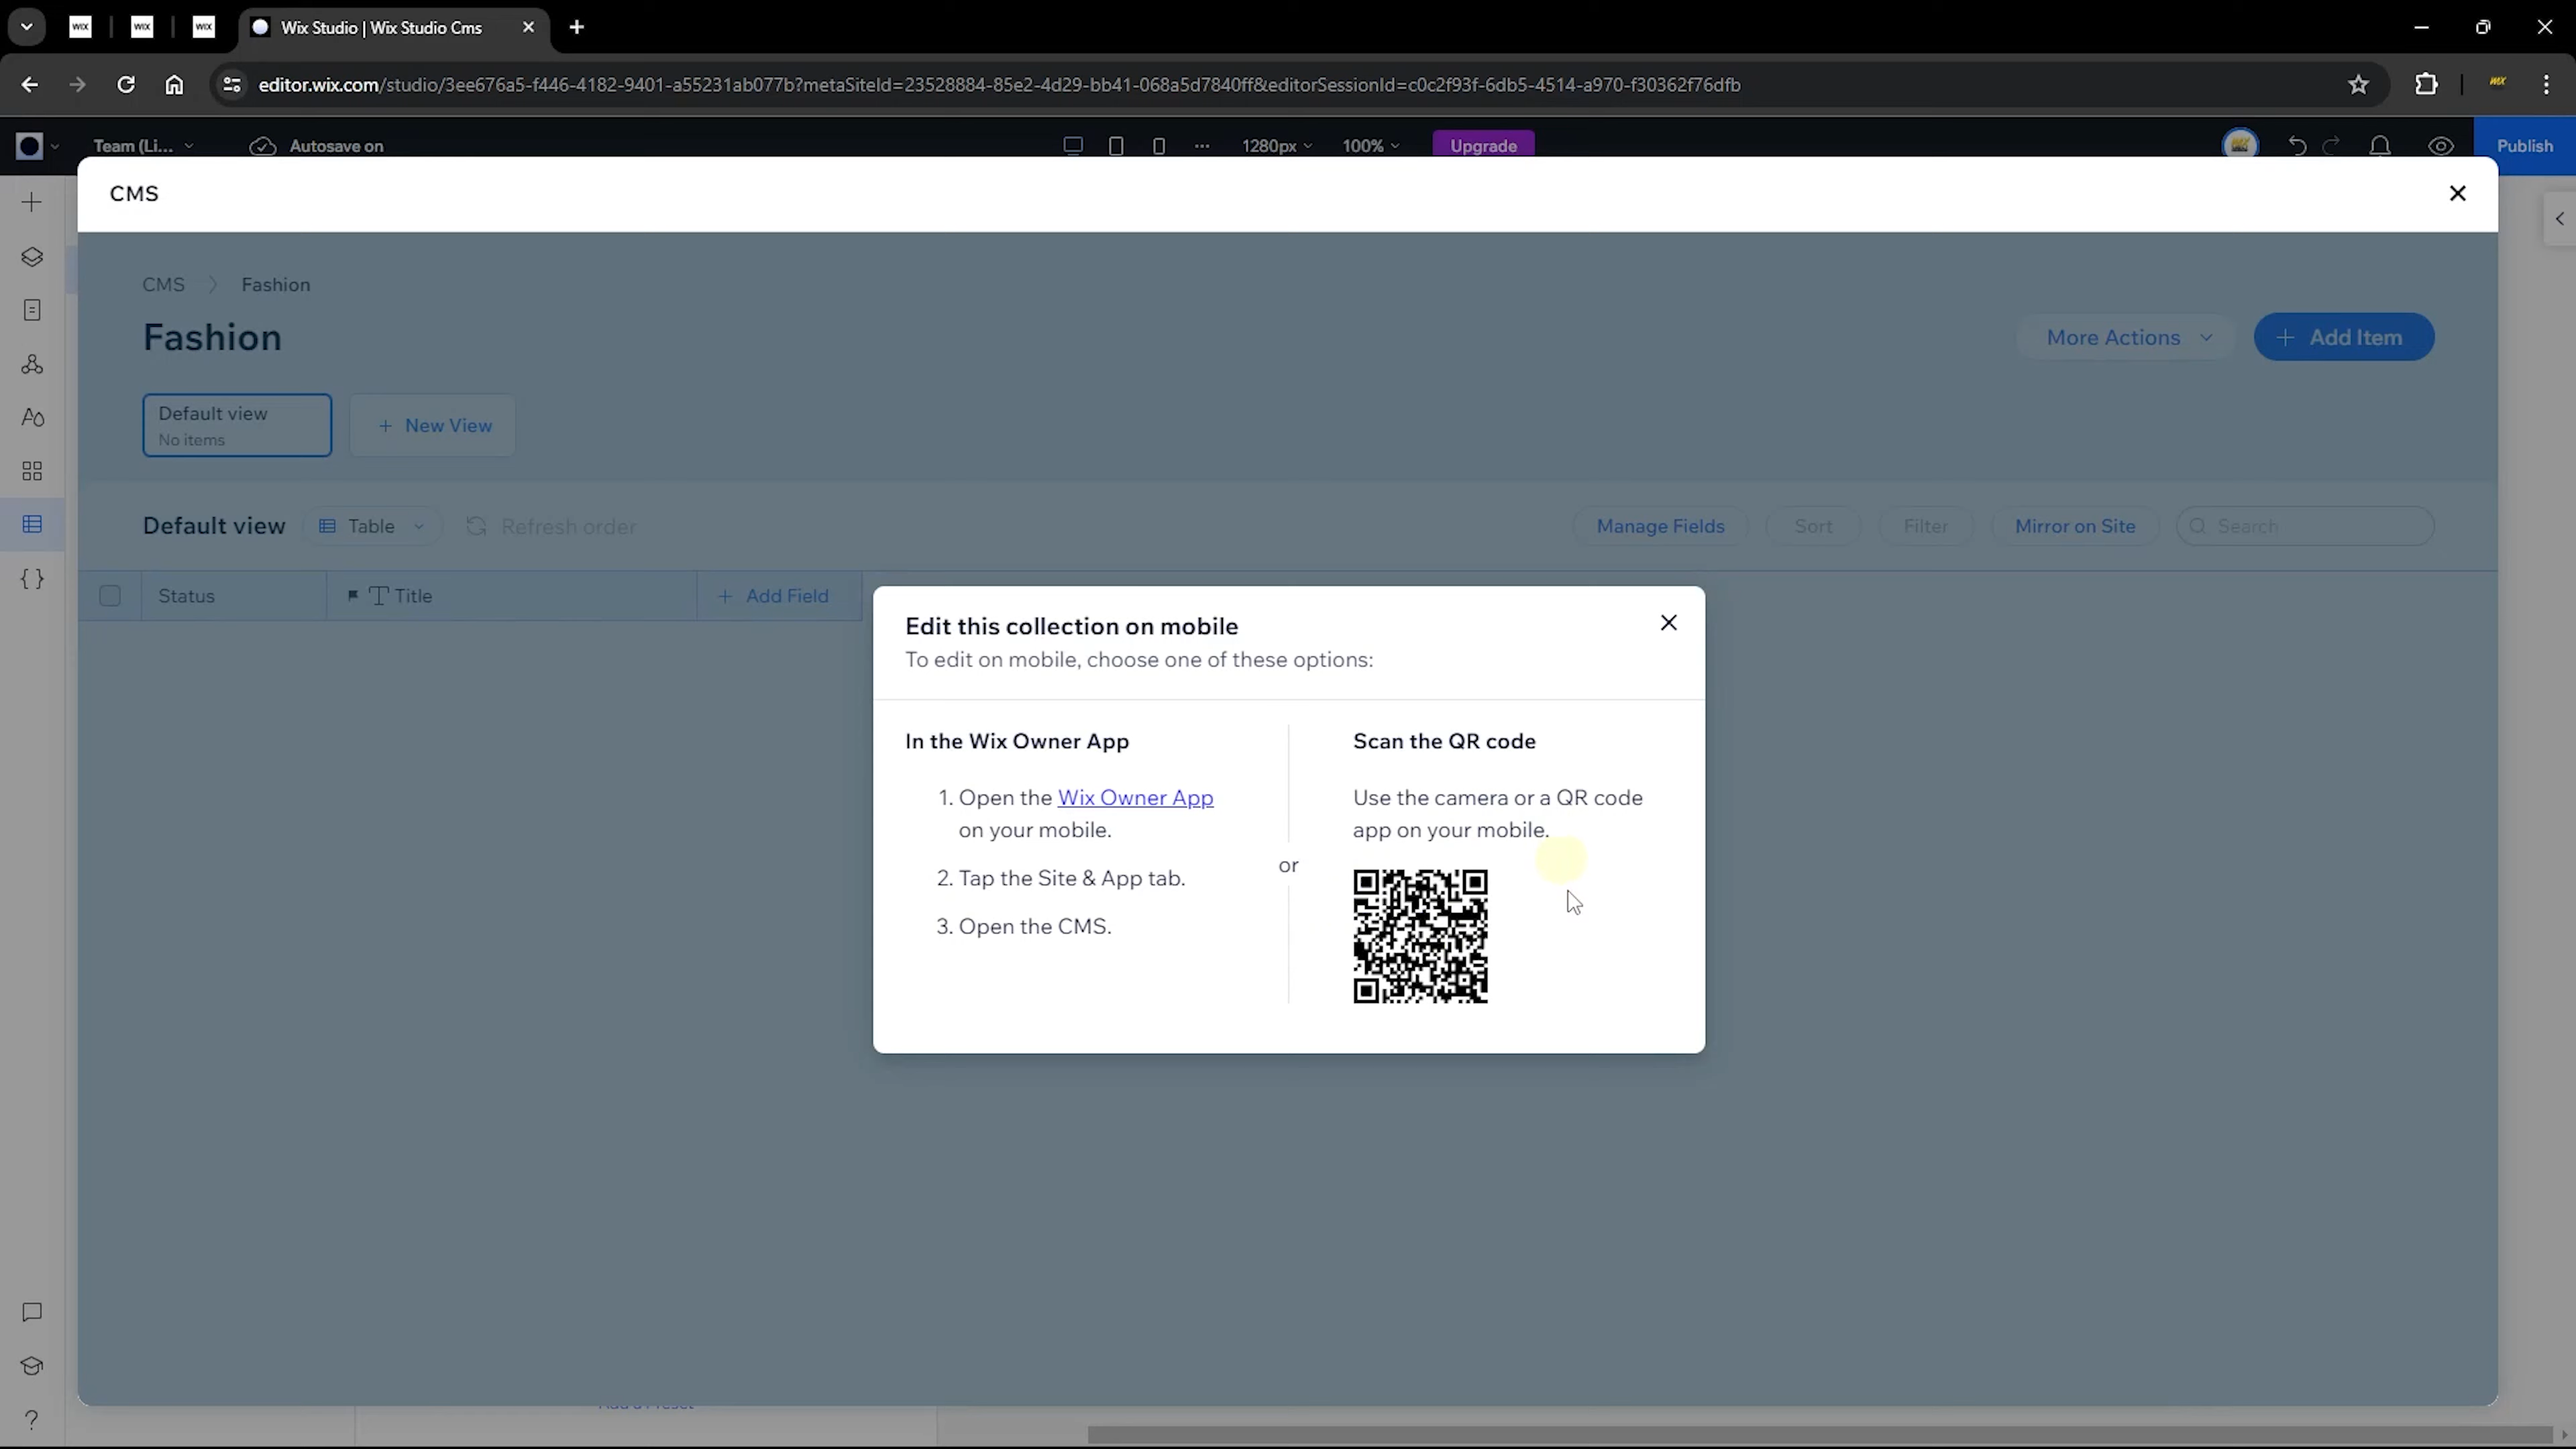 WIX
WIX
WIX
Wix Studio | Wix Studio Cms
editor.wix.com/studio/3ee676a5-f446-4182-9401-a55231ab077b?metaSiteId=23528884-85e2-4d29-bb41-068a5d7840ff&editorSessionId=c0c2f93f-6db5-4514-a970-f30362f76dfb
Team (Li...
Autosave on
1280px
100%
Upgrade
Publish
CMS
CMS
Fashion
Fashion
More Actions
+ Add Item
Default view
No items
+ New View
Default view
Table
Refresh order
Manage Fields
Sort
Filter
Mirror on Site
Search
Status
Title
+ Add Field
Edit this collection on mobile
To edit on mobile, choose one of these options:
In the Wix Owner App
1. Open the Wix Owner App
on your mobile.
2. Tap the Site & App tab.
3. Open the CMS.
or
Scan the QR code
Use the camera or a QR code
app on your mobile.